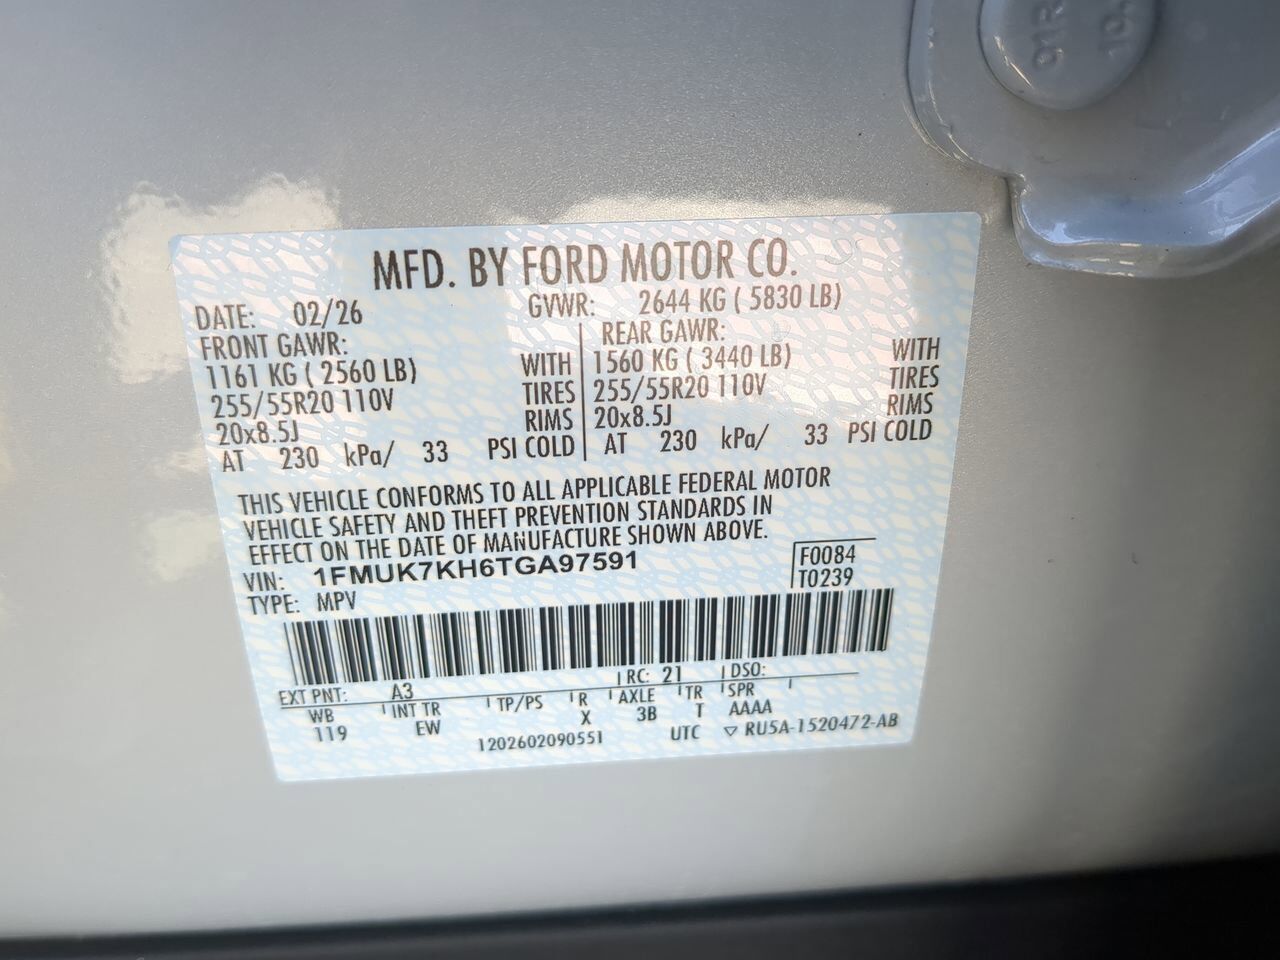 91R
10.
MFD. BY FORD MOTOR CO.
DATE: 02/26 GVWR: 2644 KG ( 5830 LB)
FRONT GAWR: REAR GAWR:
1161 KG ( 2560 LB) WITH 1560 KG ( 3440 LB) WITH
255/55R20 110V TIRES 255/55R20 110V TIRES
20x8.5J RIMS 20x8.5J RIMS
AT 230 kPa/ 33 PSI COLD AT 230 kPa/ 33 PSI COLD
THIS VEHICLE CONFORMS TO ALL APPLICABLE FEDERAL MOTOR
VEHICLE SAFETY AND THEFT PREVENTION STANDARDS IN
EFFECT ON THE DATE OF MANUFACTURE SHOWN ABOVE.
VIN: 1FMUK7KH6TGA97591 F0084
TYPE: MPV T0239
EXT PNT: A3 RC: 21 DSO:
WB INT TR TP/PS R AXLE TR SPR
119 EW X 3B T AAAA
1202602090551 UTC ▽ RU5A-1520472-AB